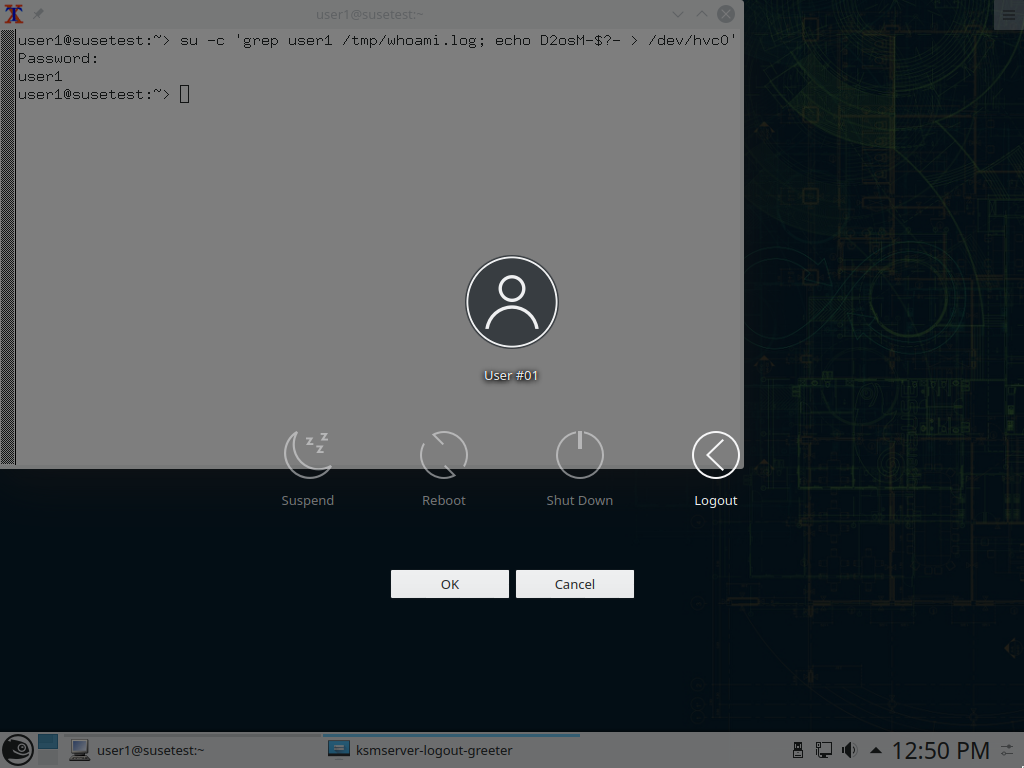 user1@susetest:~
user1@susetest:~> su -c 'grep user1 /tmp/whoami.log; echo D2osM-$?- > /dev/hvc0'
Password:
user1
user1@susetest:~>
User #01
z z z
Suspend
Reboot
Shut Down
Logout
OK
Cancel
user1@susetest:~
ksmserver-logout-greeter
12:50 PM